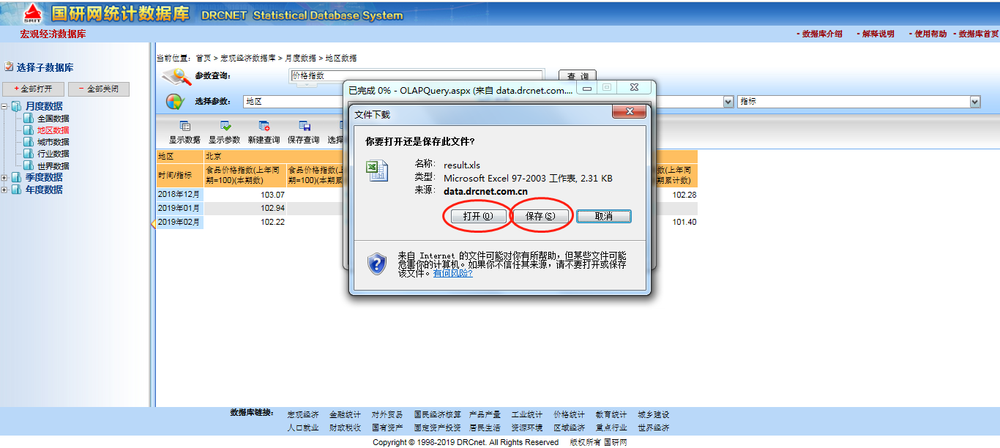 SRIT
国研网统计数据库 DRCNET Statistical Database System
宏观经济数据库
- 数据库介绍 - 解释说明 - 使用帮助 - 数据库首页
选择子数据库
+ 全部打开 － 全部关闭
月度数据
全国数据
地区数据
城市数据
行业数据
世界数据
季度数据
年度数据
当前位置: 首页 > 宏观经济数据库 > 月度数据 > 地区数据
参数查询: 价格指数 查 询
选择参数: 地区 指标
显示数据 显示参数 新建查询 保存查询 选择
地区 北京
时间/指标
食品价格指数(上年同
期=100)(本期数)
食品价格指数(上
期=100)(本期累
数(上年同
期累计数)
2018年12月 103.07 102.28
2019年01月 102.94
2019年02月 102.22 101.40
已完成 0% - OLAPQuery.aspx (来自 data.drcnet.com....
文件下载
你要打开还是保存此文件?
名称: result.xls
类型: Microsoft Excel 97-2003 工作表, 2.31 KB
来源: data.drcnet.com.cn
打开(O) 保存(S) 取消
来自 Internet 的文件可能对你有所帮助，但某些文件可能
危害你的计算机。如果你不信任其来源，请不要打开或保存
该文件。有何风险?
数据库链接: 宏观经济 金融统计 对外贸易 国民经济核算 产品产量 工业统计 价格统计 教育统计 城乡建设
人口就业 财政税收 国有资产 固定资产投资 居民生活 资源环境 区域经济 重点行业 世界经济
Copyright © 1998-2019 DRCnet. All Rights Reserved 版权所有 国研网